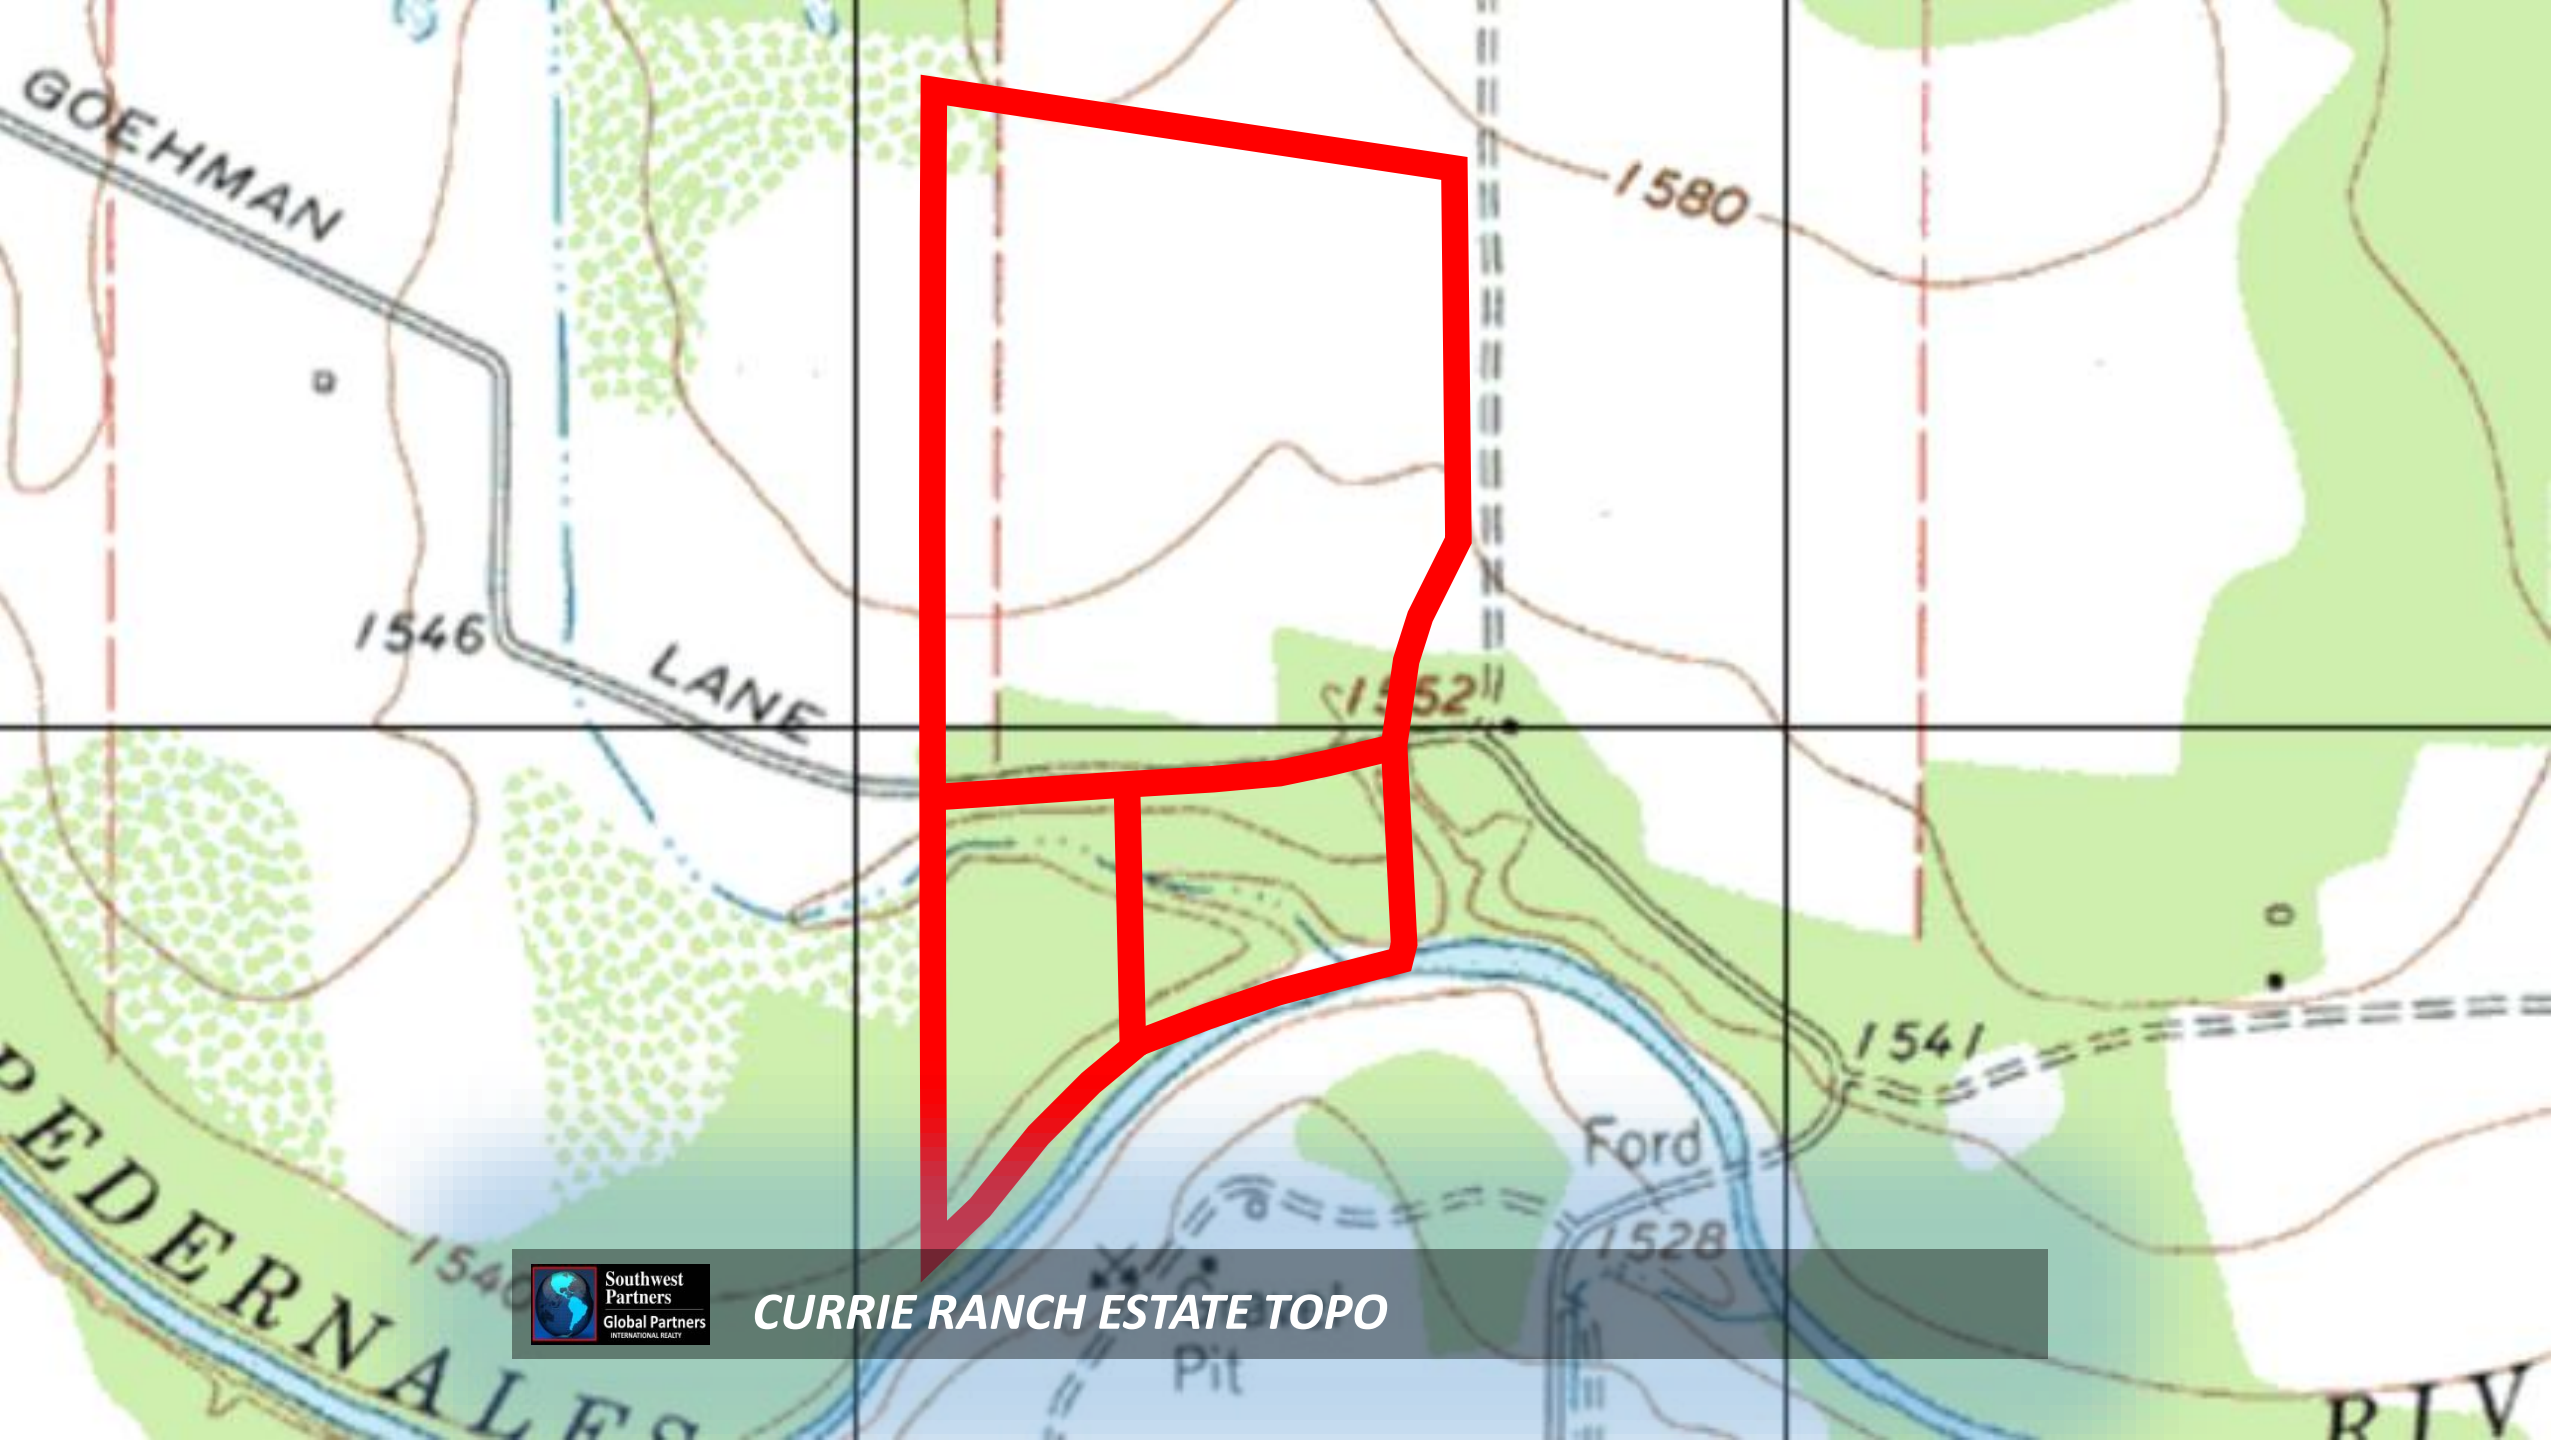 GOEHMAN
1580
1546
LANE
1552
1541
PEDERNALES
Ford
1528
1540
Southwest
Partners
Global Partners
INTERNATIONAL REALTY
CURRIE RANCH ESTATE TOPO
Pit
RIV